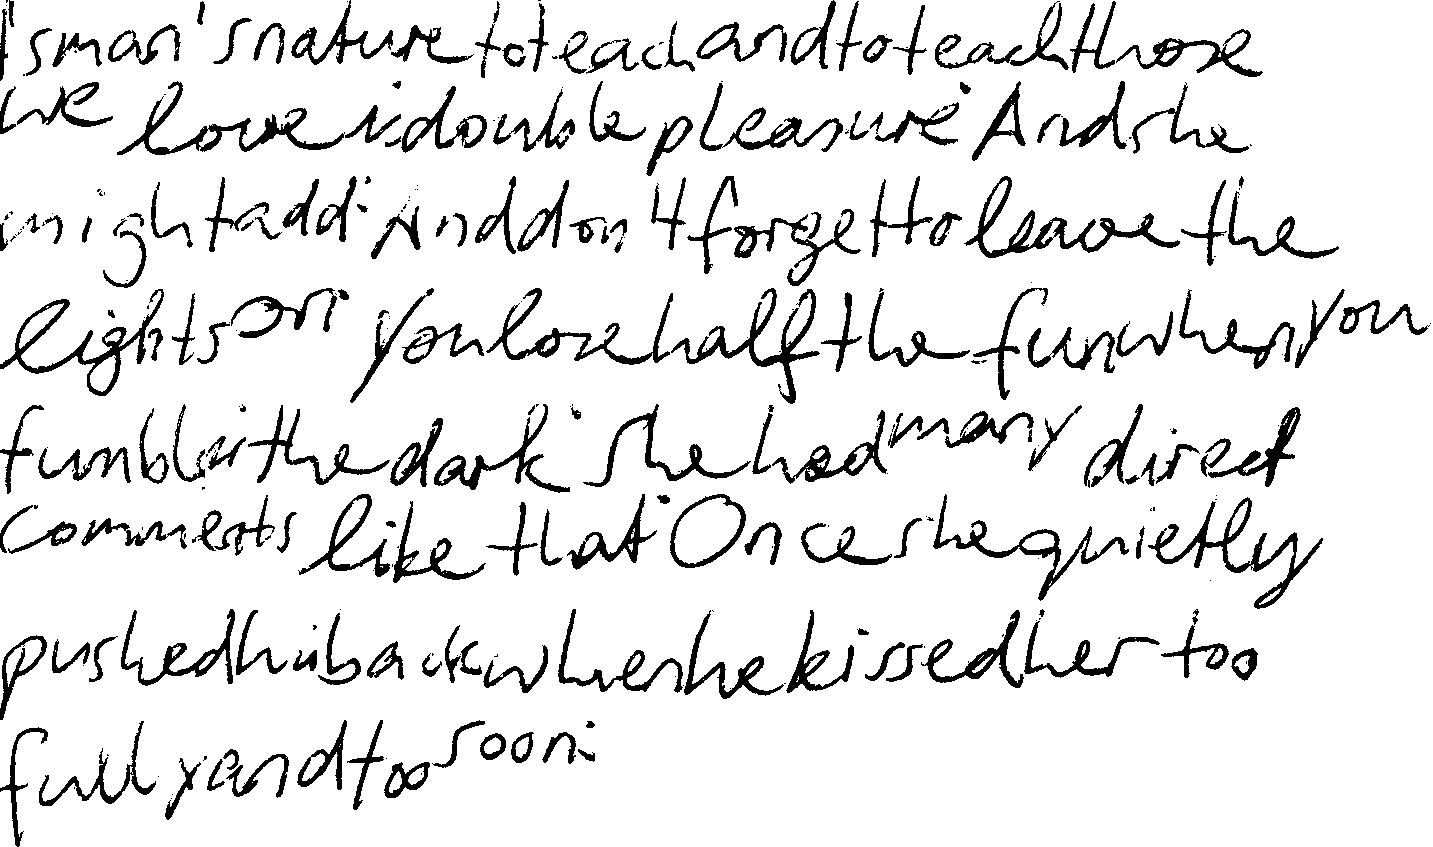 Is man's nature to teach and to teach those
we love is double pleasure. And she
might add. And don't forget to leave the
lights on. You lose half the fun when you
fumble in the dark. She had many direct
comments like that. Once she quietly
pushed him back when he kissed her too
fully and too soon.